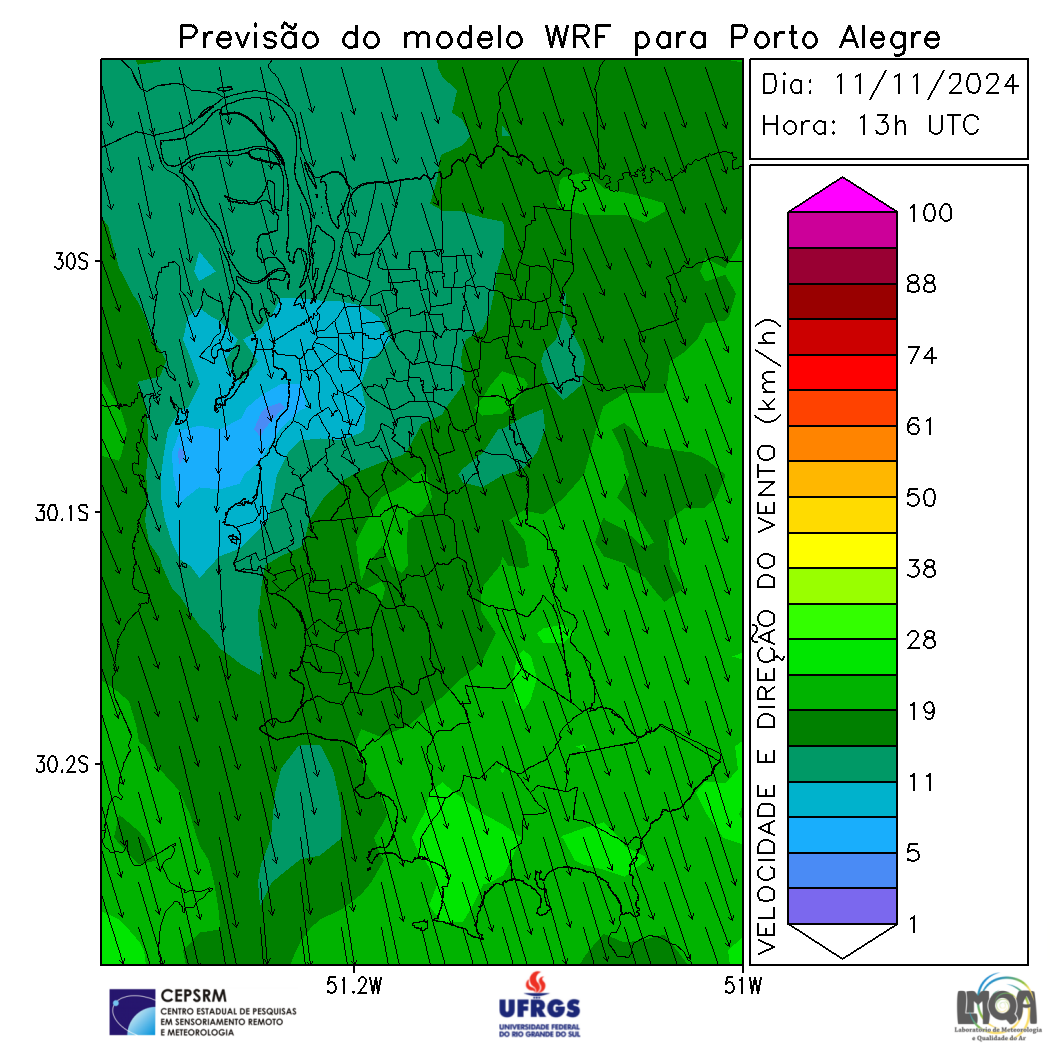 Previsão do modelo WRF para Porto Alegre
Dia: 11/11/2024
Hora: 13h UTC
30S
30.1S
30.2S
51.2W
51W
VELOCIDADE E DIREÇÃO DO VENTO (km/h)
100
88
74
61
50
38
28
19
11
5
1
CEPSRM
CENTRO ESTADUAL DE PESQUISAS
EM SENSORIAMENTO REMOTO
E METEOROLOGIA
UFRGS
UNIVERSIDADE FEDERAL
DO RIO GRANDE DO SUL
LMQA
Laboratório de Meteorologia
e Qualidade do Ar